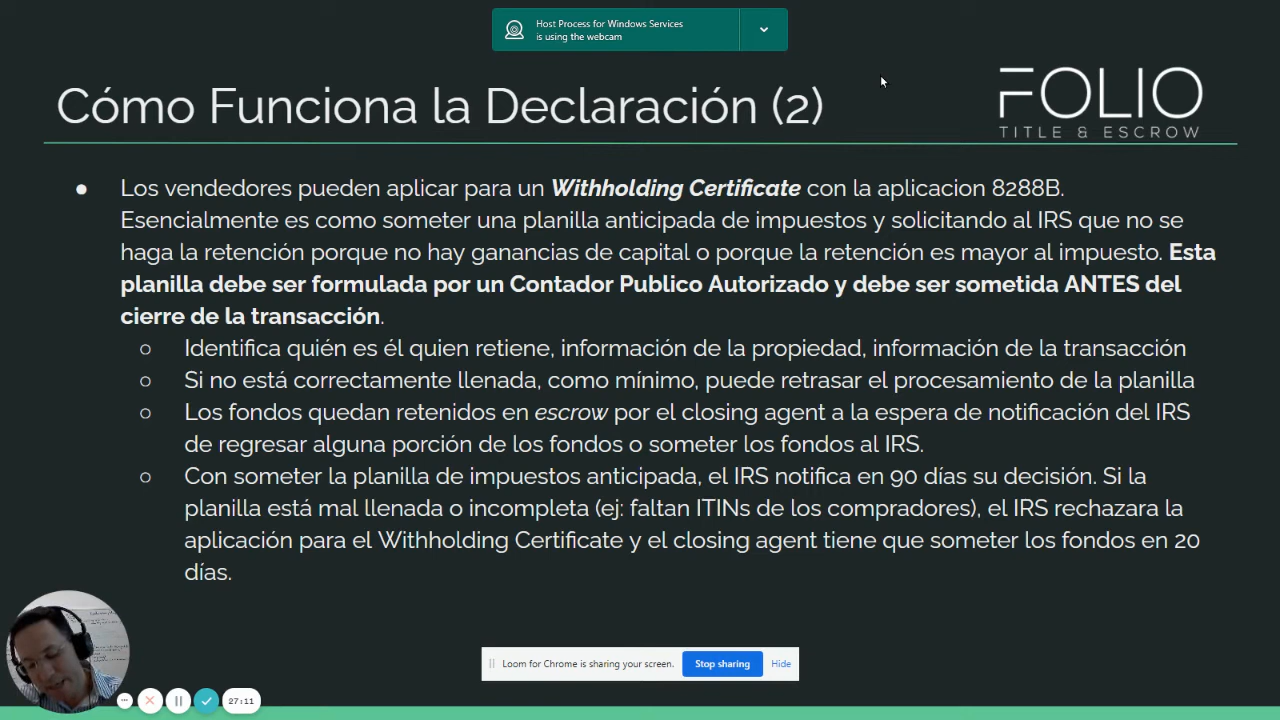 Host Process for Windows Services
is using the webcam
Cómo Funciona la Declaración (2)
FOLIO
TITLE & ESCROW
● Los vendedores pueden aplicar para un Withholding Certificate con la aplicacion 8288B.
Esencialmente es como someter una planilla anticipada de impuestos y solicitando al IRS que no se
haga la retención porque no hay ganancias de capital o porque la retención es mayor al impuesto. Esta
planilla debe ser formulada por un Contador Publico Autorizado y debe ser sometida ANTES del
cierre de la transacción.
○ Identifica quién es él quien retiene, información de la propiedad, información de la transacción
○ Si no está correctamente llenada, como mínimo, puede retrasar el procesamiento de la planilla
○ Los fondos quedan retenidos en escrow por el closing agent a la espera de notificación del IRS
de regresar alguna porción de los fondos o someter los fondos al IRS.
○ Con someter la planilla de impuestos anticipada, el IRS notifica en 90 días su decisión. Si la
planilla está mal llenada o incompleta (ej: faltan ITINs de los compradores), el IRS rechazara la
aplicación para el Withholding Certificate y el closing agent tiene que someter los fondos en 20
días.
Loom for Chrome is sharing your screen. Stop sharing Hide
27:11